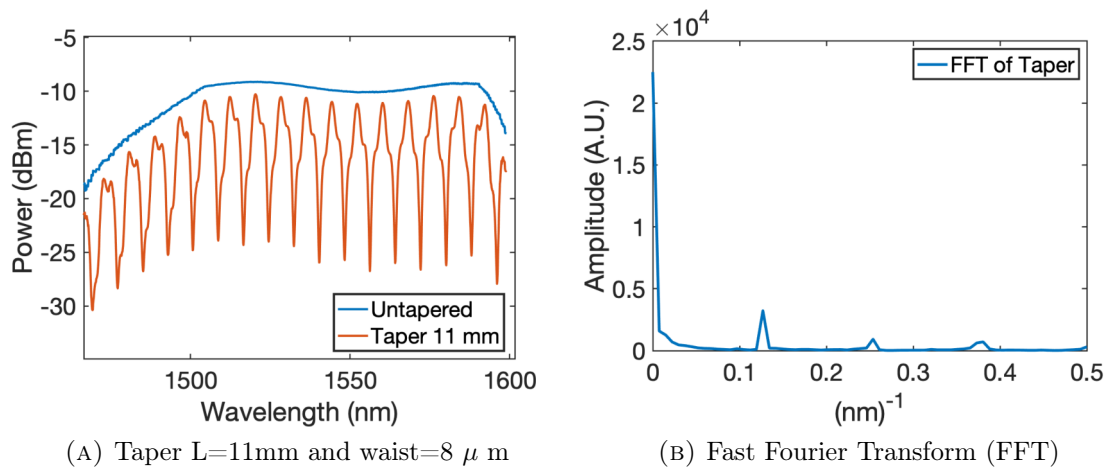 -5
-10
-15
-20
-25
-30
Power (dBm)
1500
1550
1600
Wavelength (nm)
Untapered
Taper 11 mm
(A) Taper L=11mm and waist=8 μ m
×10⁴
2.5
2
1.5
1
0.5
0
Amplitude (A.U.)
0
0.1
0.2
0.3
0.4
0.5
(nm)⁻¹
FFT of Taper
(B) Fast Fourier Transform (FFT)